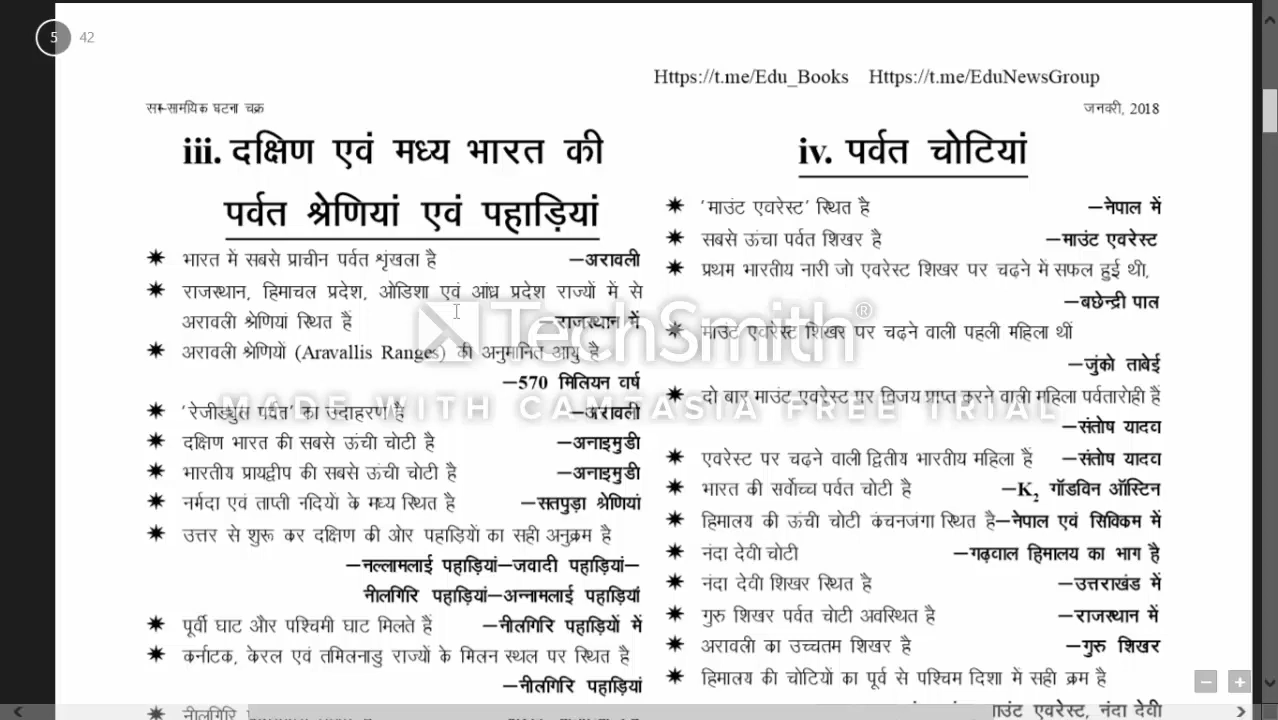 5 42
Https://t.me/Edu_Books Https://t.me/EduNewsGroup
सम-सामयिक घटना चक्र
जनवरी, 2018
iii. दक्षिण एवं मध्य भारत की
पर्वत श्रेणियां एवं पहाड़ियां
✷ भारत में सबसे प्राचीन पर्वत शृंखला है –अरावली
✷ राजस्थान, हिमाचल प्रदेश, ओडिशा एवं आंध्र प्रदेश राज्यों में से
अरावली श्रेणियां स्थित हैं –राजस्थान में
✷ अरावली श्रेणियों (Aravallis Ranges) की अनुमानित आयु है
–570 मिलियन वर्ष
✷ 'रेजीड्युस पर्वत' का उदाहरण है –अरावली
✷ दक्षिण भारत की सबसे ऊंची चोटी है –अनाइमुडी
✷ भारतीय प्रायद्वीप की सबसे ऊंची चोटी है –अनाइमुडी
✷ नर्मदा एवं ताप्ती नदियों के मध्य स्थित है –सतपुड़ा श्रेणियां
✷ उत्तर से शुरू कर दक्षिण की ओर पहाड़ियों का सही अनुक्रम है
–नल्लामलाई पहाड़ियां–जवादी पहाड़ियां–
नीलगिरि पहाड़ियां–अन्नामलाई पहाड़ियां
✷ पूर्वी घाट और पश्चिमी घाट मिलते हैं –नीलगिरि पहाड़ियों में
✷ कर्नाटक, केरल एवं तमिलनाडु राज्यों के मिलन स्थल पर स्थित है
–नीलगिरि पहाड़ियां
✷ नीलगिरि
iv. पर्वत चोटियां
✷ 'माउंट एवरेस्ट' स्थित है –नेपाल में
✷ सबसे ऊंचा पर्वत शिखर है –माउंट एवरेस्ट
✷ प्रथम भारतीय नारी जो एवरेस्ट शिखर पर चढ़ने में सफल हुई थी,
–बछेन्द्री पाल
✷ माउंट एवरेस्ट शिखर पर चढ़ने वाली पहली महिला थीं
–जुंको ताबेई
✷ दो बार माउंट एवरेस्ट पर विजय प्राप्त करने वाली महिला पर्वतारोही हैं
–संतोष यादव
✷ एवरेस्ट पर चढ़ने वाली द्वितीय भारतीय महिला हैं –संतोष यादव
✷ भारत की सर्वोच्च पर्वत चोटी है –K₂ गॉडविन ऑस्टिन
✷ हिमालय की ऊंची चोटी कंचनजंगा स्थित है–नेपाल एवं सिक्किम में
✷ नंदा देवी चोटी –गढ़वाल हिमालय का भाग है
✷ नंदा देवी शिखर स्थित है –उत्तराखंड में
✷ गुरु शिखर पर्वत चोटी अवस्थित है –राजस्थान में
✷ अरावली का उच्चतम शिखर है –गुरु शिखर
✷ हिमालय की चोटियों का पूर्व से पश्चिम दिशा में सही क्रम है
माउंट एवरेस्ट, नंदा देवी
TechSmith®
MADE WITH CAMTASIA FREE TRIAL